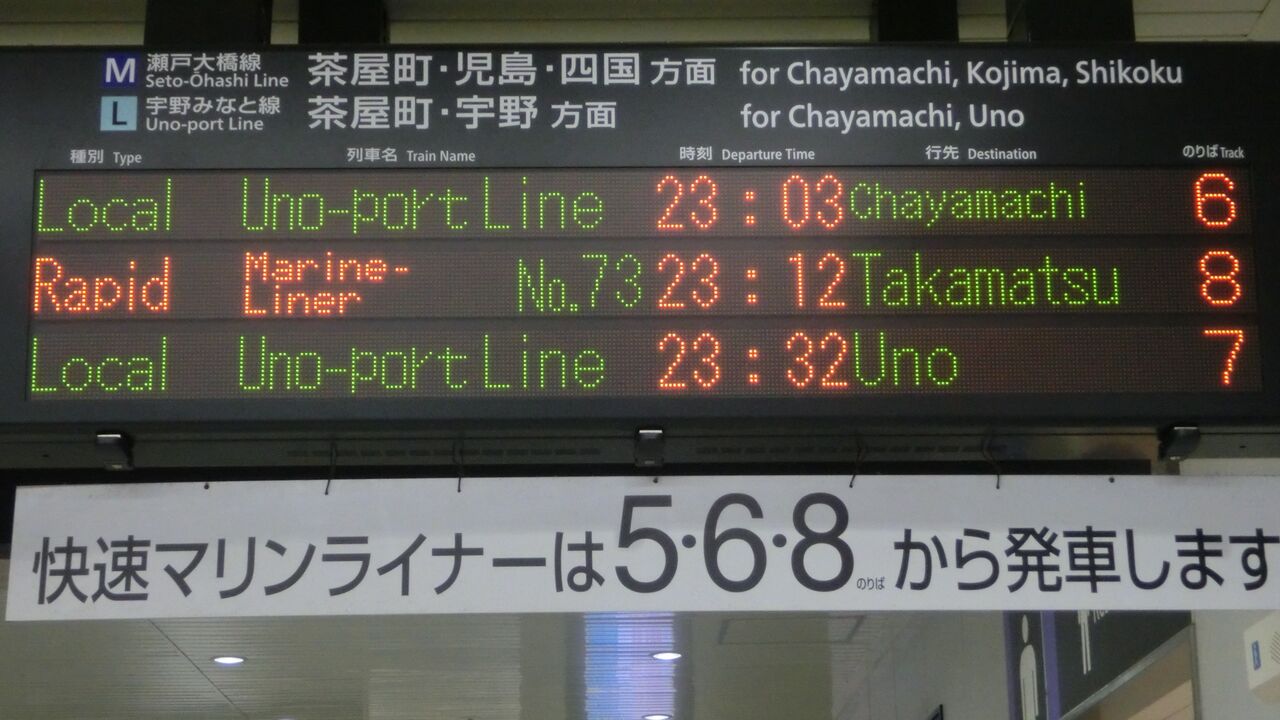 M 瀬戸大橋線 茶屋町・児島・四国 方面 for Chayamachi, Kojima, Shikoku
Seto-Ōhashi Line
L 宇野みなと線 茶屋町・宇野 方面 for Chayamachi, Uno
Uno-port Line
種別 Type 列車名 Train Name 時刻 Departure Time 行先 Destination のりば Track
Local Uno-port Line 23:03 Chayamachi 6
Rapid Marine-Liner No.73 23:12 Takamatsu 8
Local Uno-port Line 23:32 Uno 7
快速マリンライナーは5・6・8のりばから発車します